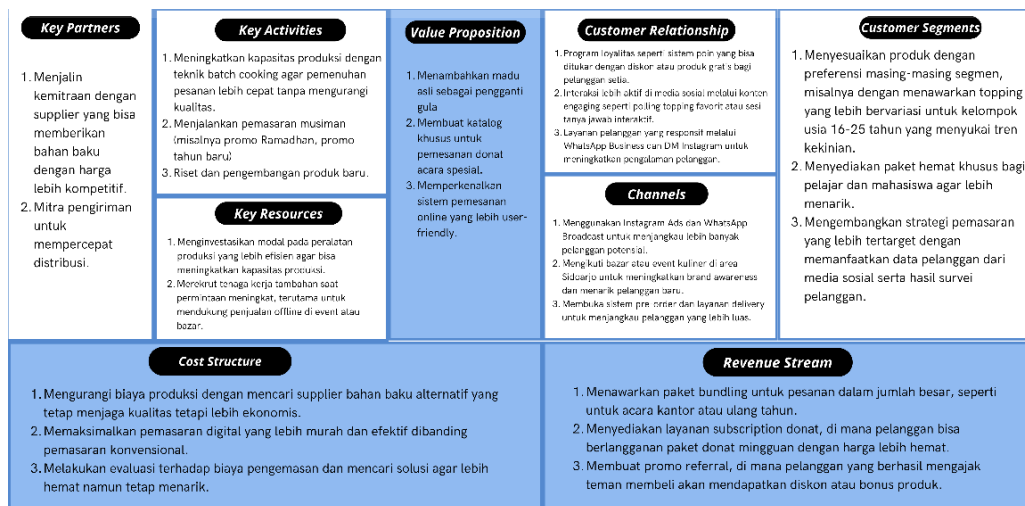 Key Partners
1. Menjalin
kemitraan dengan
supplier yang bisa
memberikan
bahan baku
dengan harga
lebih kompetitif.
2. Mitra pengiriman
untuk
mempercepat
distribusi.
Key Activities
1. Meningkatkan kapasitas produksi dengan
teknik batch cooking agar pemenuhan
pesanan lebih cepat tanpa mengurangi
kualitas.
2. Menjalankan pemasaran musiman
(misalnya promo Ramadhan, promo
tahun baru)
3. Riset dan pengembangan produk baru.
Key Resources
1. Menginvestasikan modal pada peralatan
produksi yang lebih efisien agar bisa
meningkatkan kapasitas produksi.
2. Merekrut tenaga kerja tambahan saat
permintaan meningkat, terutama untuk
mendukung penjualan offline di event atau
bazar.
Value Proposition
1. Menambahkan madu
asli sebagai pengganti
gula
2. Membuat katalog
khusus untuk
pemesanan donat
acara spesial.
3. Memperkenalkan
sistem pemesanan
online yang lebih user-
friendly.
Customer Relationship
1. Program loyalitas seperti sistem poin yang bisa
ditukar dengan diskon atau produk gratis bagi
pelanggan setia.
2. Interaksi lebih aktif di media sosial melalui konten
engaging seperti polling topping favorit atau sesi
tanya jawab interaktif.
3. Layanan pelanggan yang responsif melalui
WhatsApp Business dan DM Instagram untuk
meningkatkan pengalaman pelanggan.
Channels
1. Menggunakan Instagram Ads dan WhatsApp
Broadcast untuk menjangkau lebih banyak
pelanggan potensial.
2. Mengikuti bazar atau event kuliner di area
Sidoarjo untuk meningkatkan brand awareness
dan menarik pelanggan baru.
3. Membuka sistem pre-order dan layanan delivery
untuk menjangkau pelanggan yang lebih luas.
Customer Segments
1. Menyesuaikan produk dengan
preferensi masing-masing segmen,
misalnya dengan menawarkan topping
yang lebih bervariasi untuk kelompok
usia 16-25 tahun yang menyukai tren
kekinian.
2. Menyediakan paket hemat khusus bagi
pelajar dan mahasiswa agar lebih
menarik.
3. Mengembangkan strategi pemasaran
yang lebih tertarget dengan
memanfaatkan data pelanggan dari
media sosial serta hasil survei
pelanggan.
Cost Structure
1. Mengurangi biaya produksi dengan mencari supplier bahan baku alternatif yang
tetap menjaga kualitas tetapi lebih ekonomis.
2. Memaksimalkan pemasaran digital yang lebih murah dan efektif dibanding
pemasaran konvensional.
3. Melakukan evaluasi terhadap biaya pengemasan dan mencari solusi agar lebih
hemat namun tetap menarik.
Revenue Stream
1. Menawarkan paket bundling untuk pesanan dalam jumlah besar, seperti
untuk acara kantor atau ulang tahun.
2. Menyediakan layanan subscription donat, di mana pelanggan bisa
berlangganan paket donat mingguan dengan harga lebih hemat.
3. Membuat promo referral, di mana pelanggan yang berhasil mengajak
teman membeli akan mendapatkan diskon atau bonus produk.